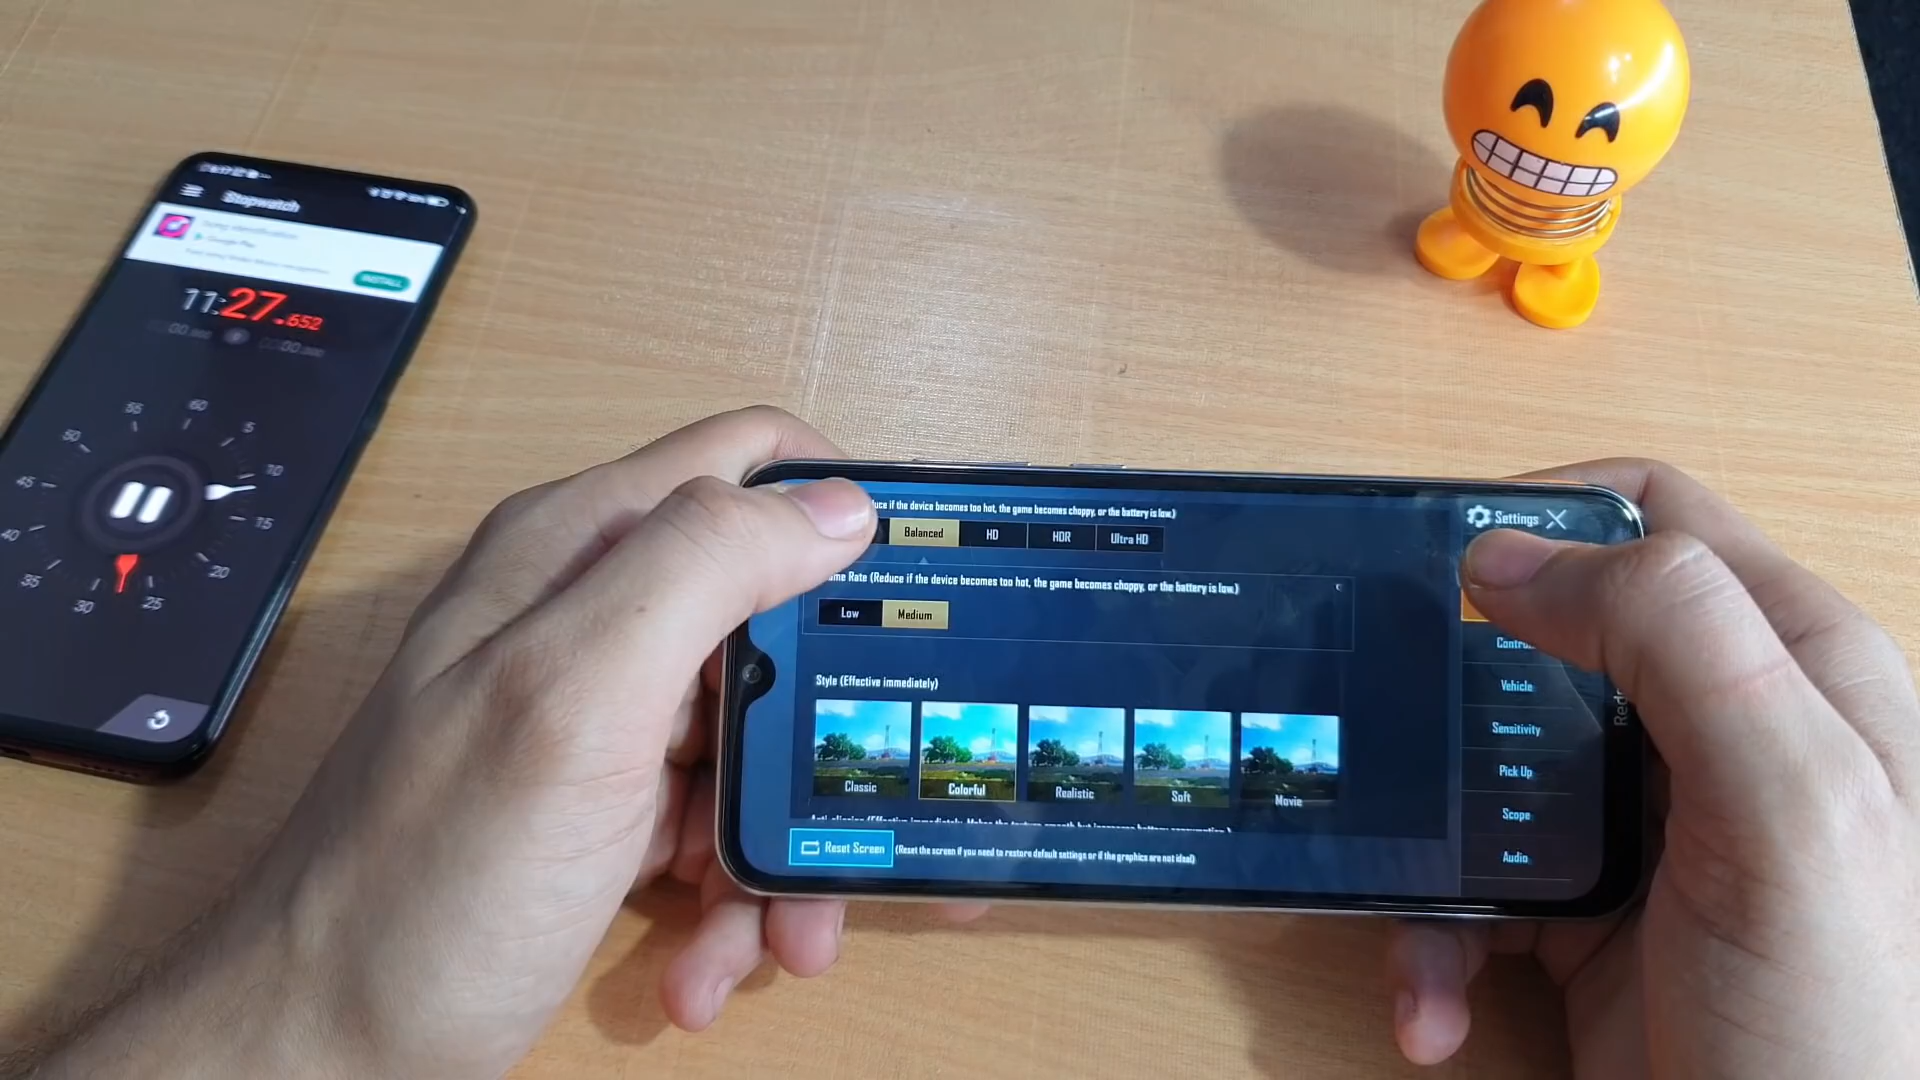 Stopwatch
Google Play
INSTALL
11:27.652
60
5
10
15
20
25
30
35
40
45
50
55
if the device becomes too hot, the game becomes choppy, or the battery is low.)
Balanced
HD
HDR
Ultra HD
Rate (Reduce if the device becomes too hot, the game becomes choppy, or the battery is low.)
Low
Medium
Style (Effective immediately)
Classic
Colorful
Realistic
Soft
Movie
Reset Screen
(Reset the screen if you need to restore default settings or if the graphics are not ideal)
Settings
Vehicle
Sensitivity
Pick Up
Scope
Audio